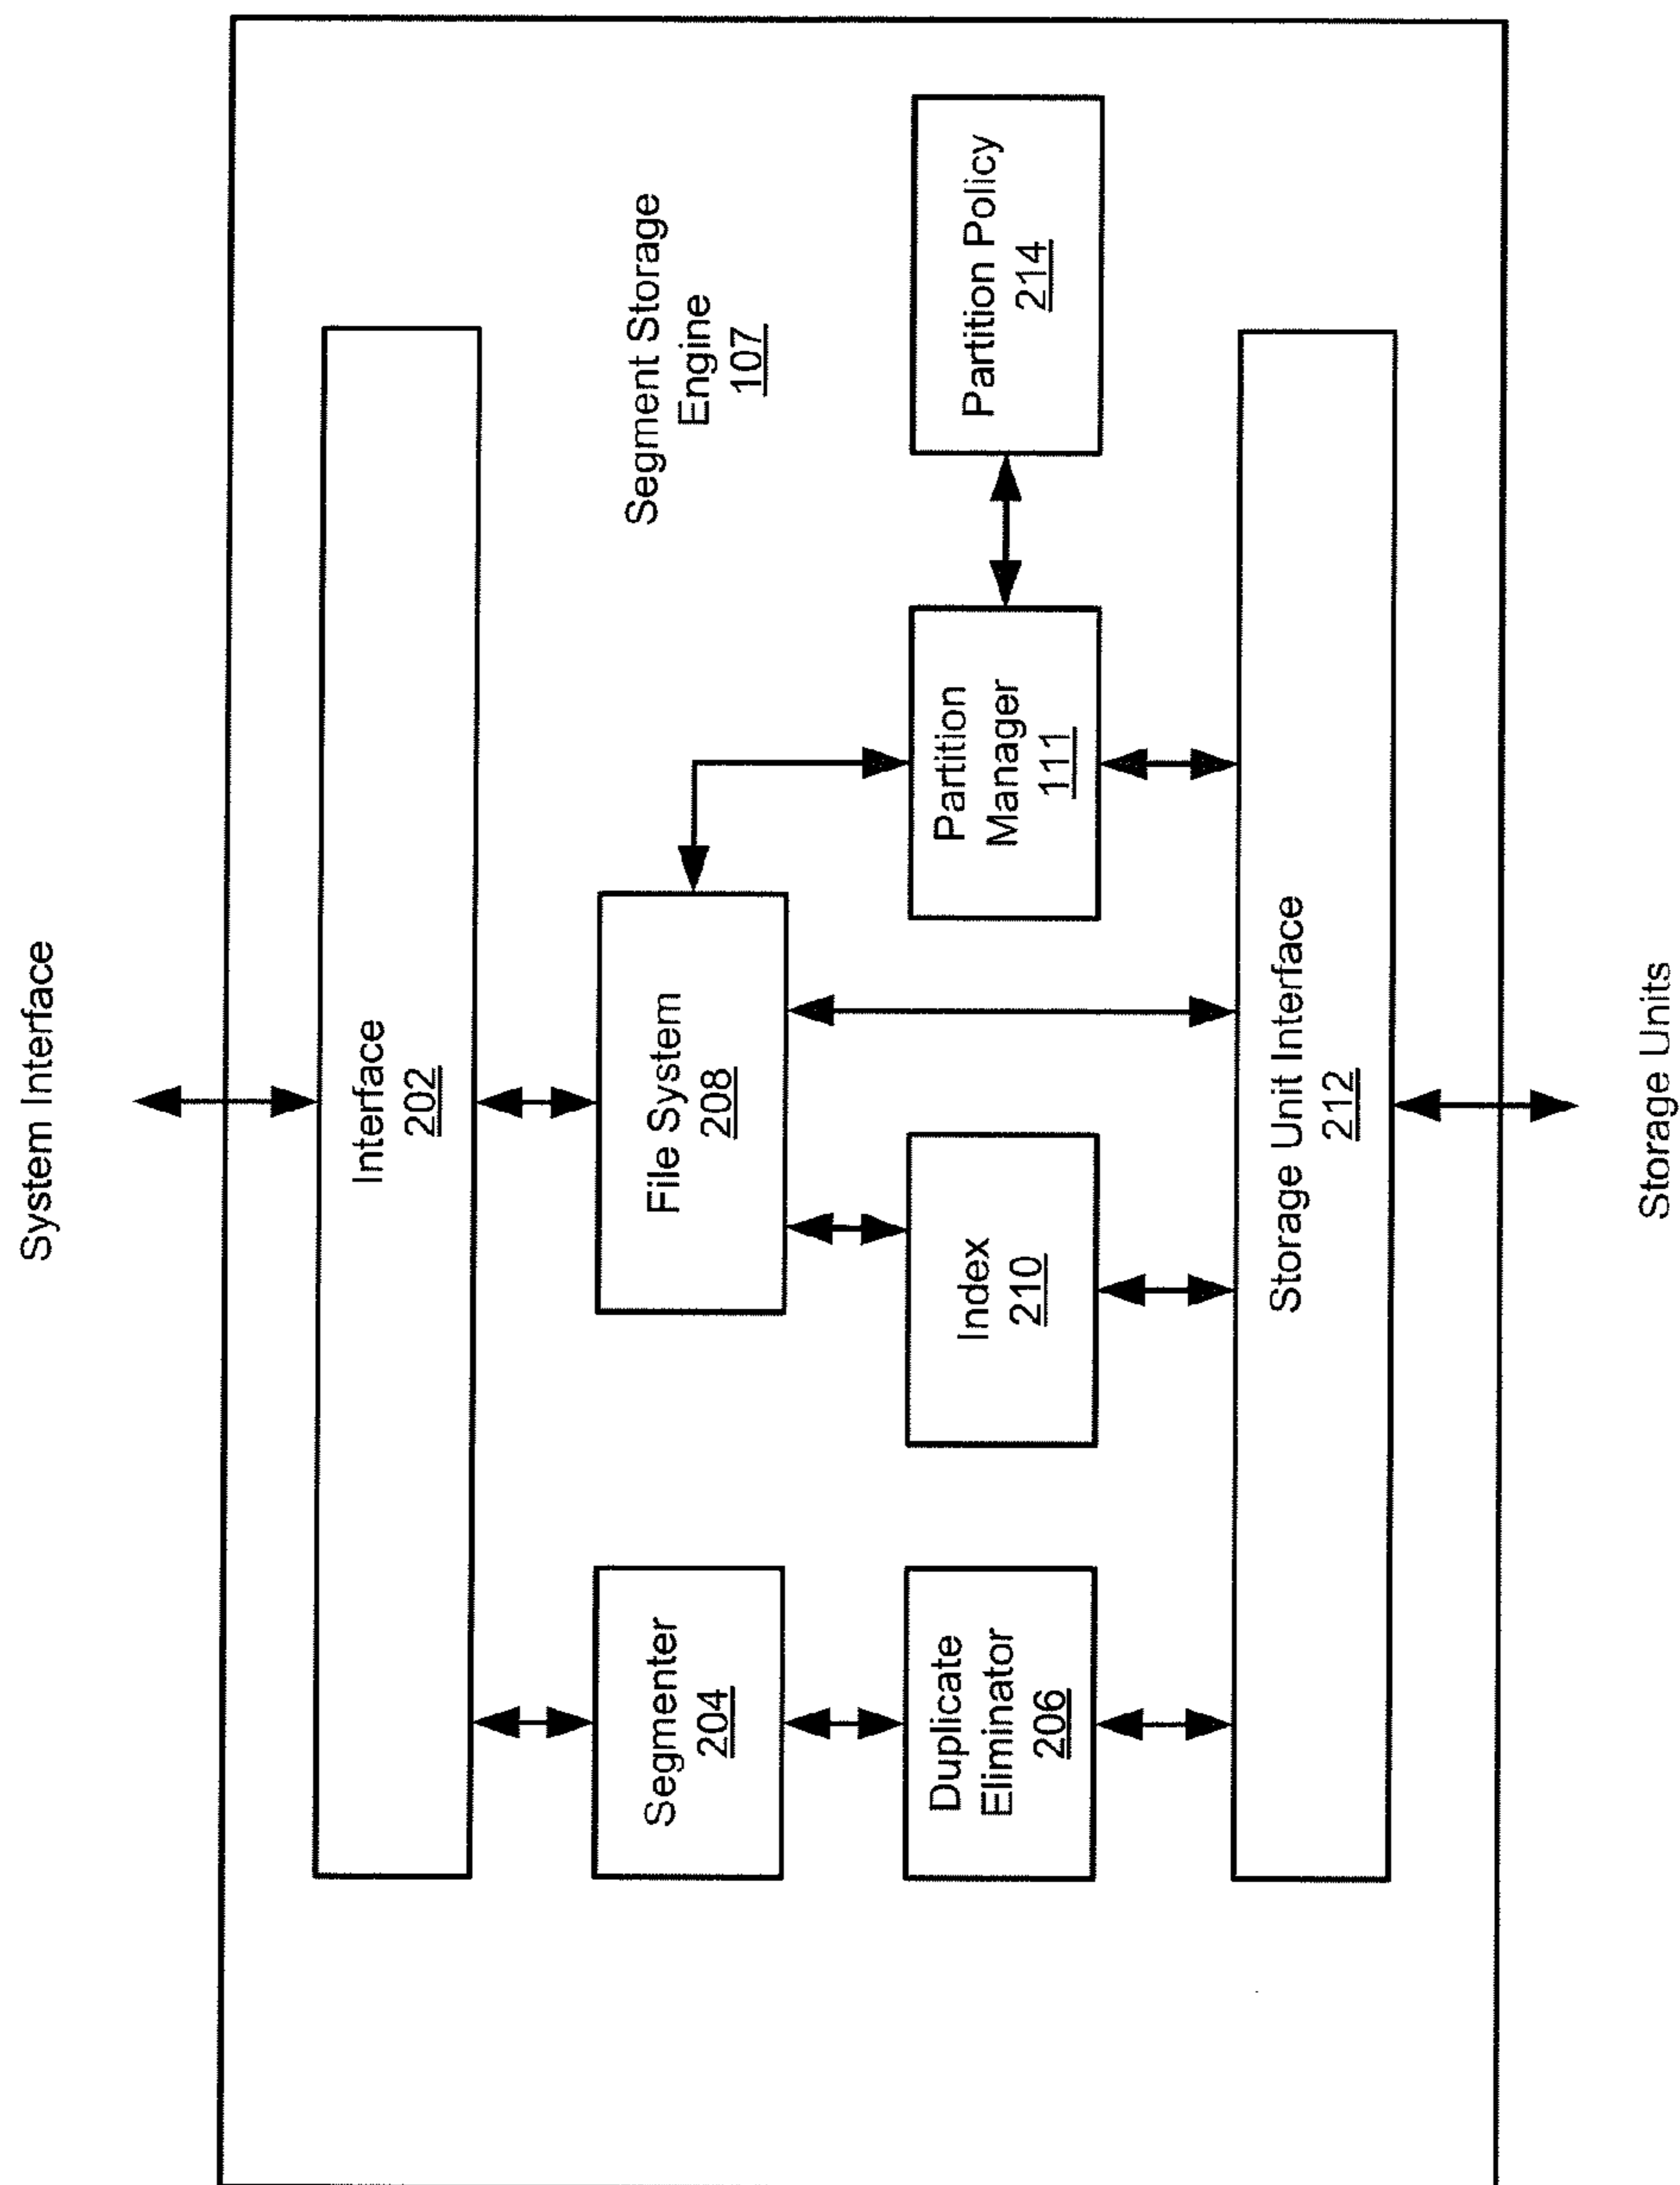 System Interface
Interface
202
Segment Storage
Engine
107
Segmenter
204
File System
208
Duplicate
Eliminator
206
Index
210
Partition
Manager
111
Partition Policy
214
Storage Unit Interface
212
Storage Units